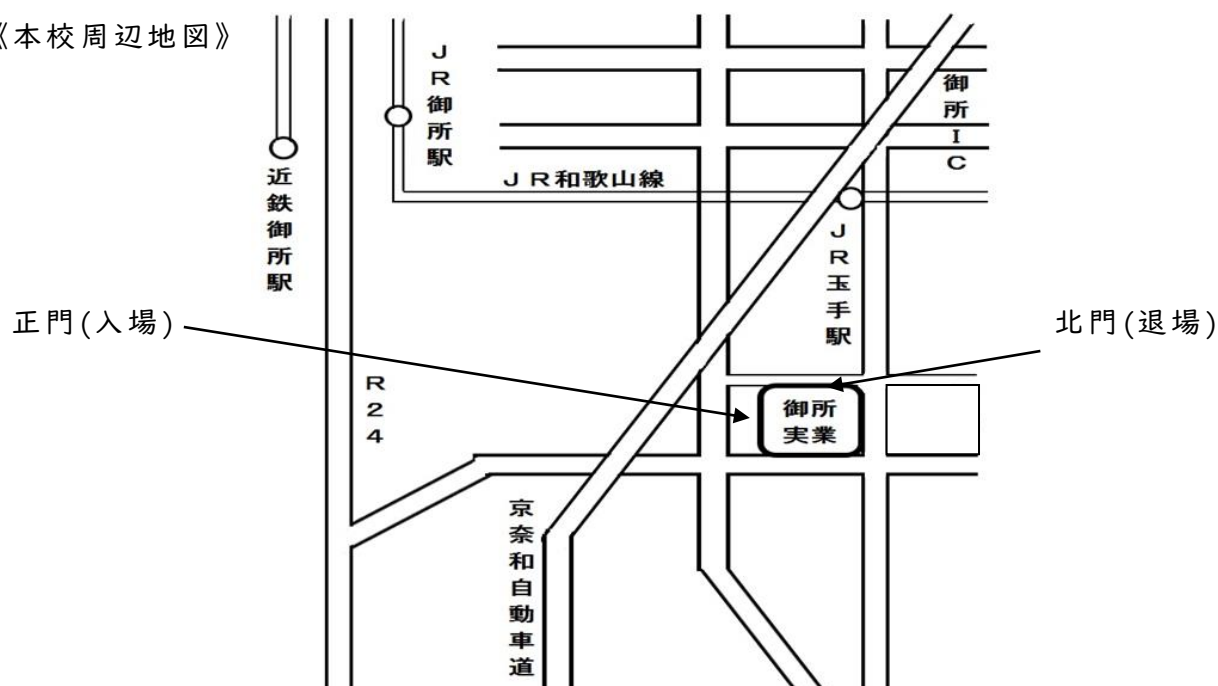 《本校周辺地図》
JR御所駅
御所IC
近鉄御所駅
JR和歌山線
JR玉手駅
正門(入場)
北門(退場)
R24
御所
実業
京奈和自動車道